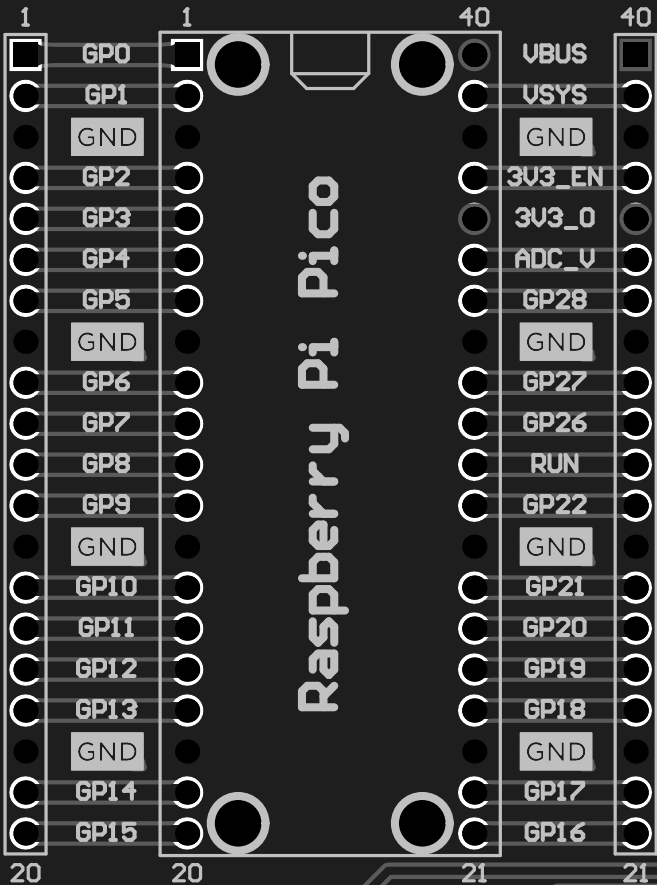 1 1 40 40
GP0 VBUS
GP1 VSYS
GND GND
GP2 3V3_EN
GP3 3V3_O
GP4 ADC_V
GP5 GP28
GND GND
GP6 GP27
GP7 GP26
GP8 RUN
GP9 GP22
GND GND
GP10 GP21
GP11 GP20
GP12 GP19
GP13 GP18
GND GND
GP14 GP17
GP15 GP16
20 20 21 21
Raspberry Pi Pico